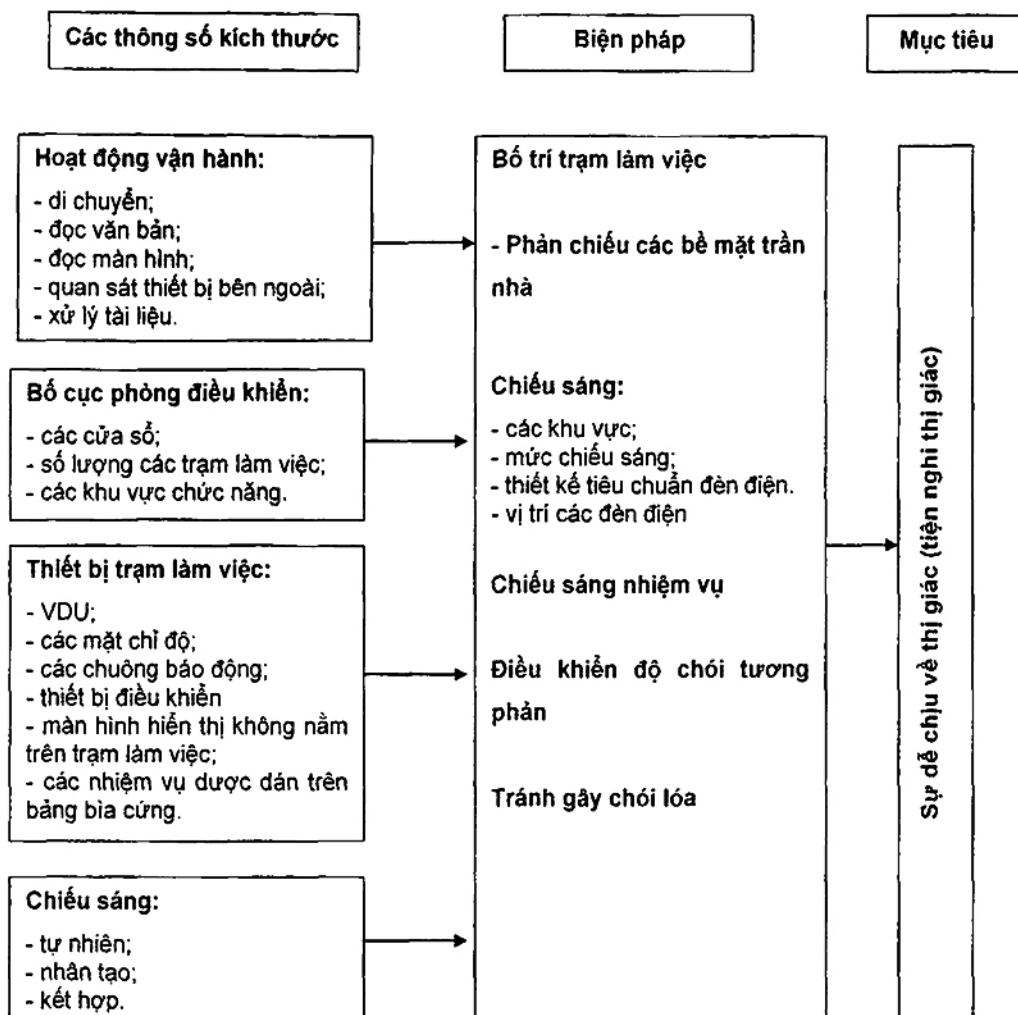 Các thông số kích thước
Biện pháp
Mục tiêu
Hoạt động vận hành:
- di chuyển;
- đọc văn bản;
- đọc màn hình;
- quan sát thiết bị bên ngoài;
- xử lý tài liệu.
Bố cục phòng điều khiển:
- các cửa sổ;
- số lượng các trạm làm việc;
- các khu vực chức năng.
Thiết bị trạm làm việc:
- VDU;
- các mặt chỉ độ;
- các chuông báo động;
- thiết bị điều khiển
- màn hình hiển thị không nằm
trên trạm làm việc;
- các nhiệm vụ dược dán trên
bảng bìa cứng.
Chiếu sáng:
- tự nhiên;
- nhân tạo;
- kết hợp.
Bố trí trạm làm việc
- Phản chiếu các bề mặt trần
nhà
Chiếu sáng:
- các khu vực;
- mức chiếu sáng;
- thiết kế tiêu chuẩn đèn điện.
- vị trí các đèn điện
Chiếu sáng nhiệm vụ
Điều khiển độ chói tương
phản
Tránh gây chói lóa
Sự dễ chịu về thị giác (tiện nghi thị giác)